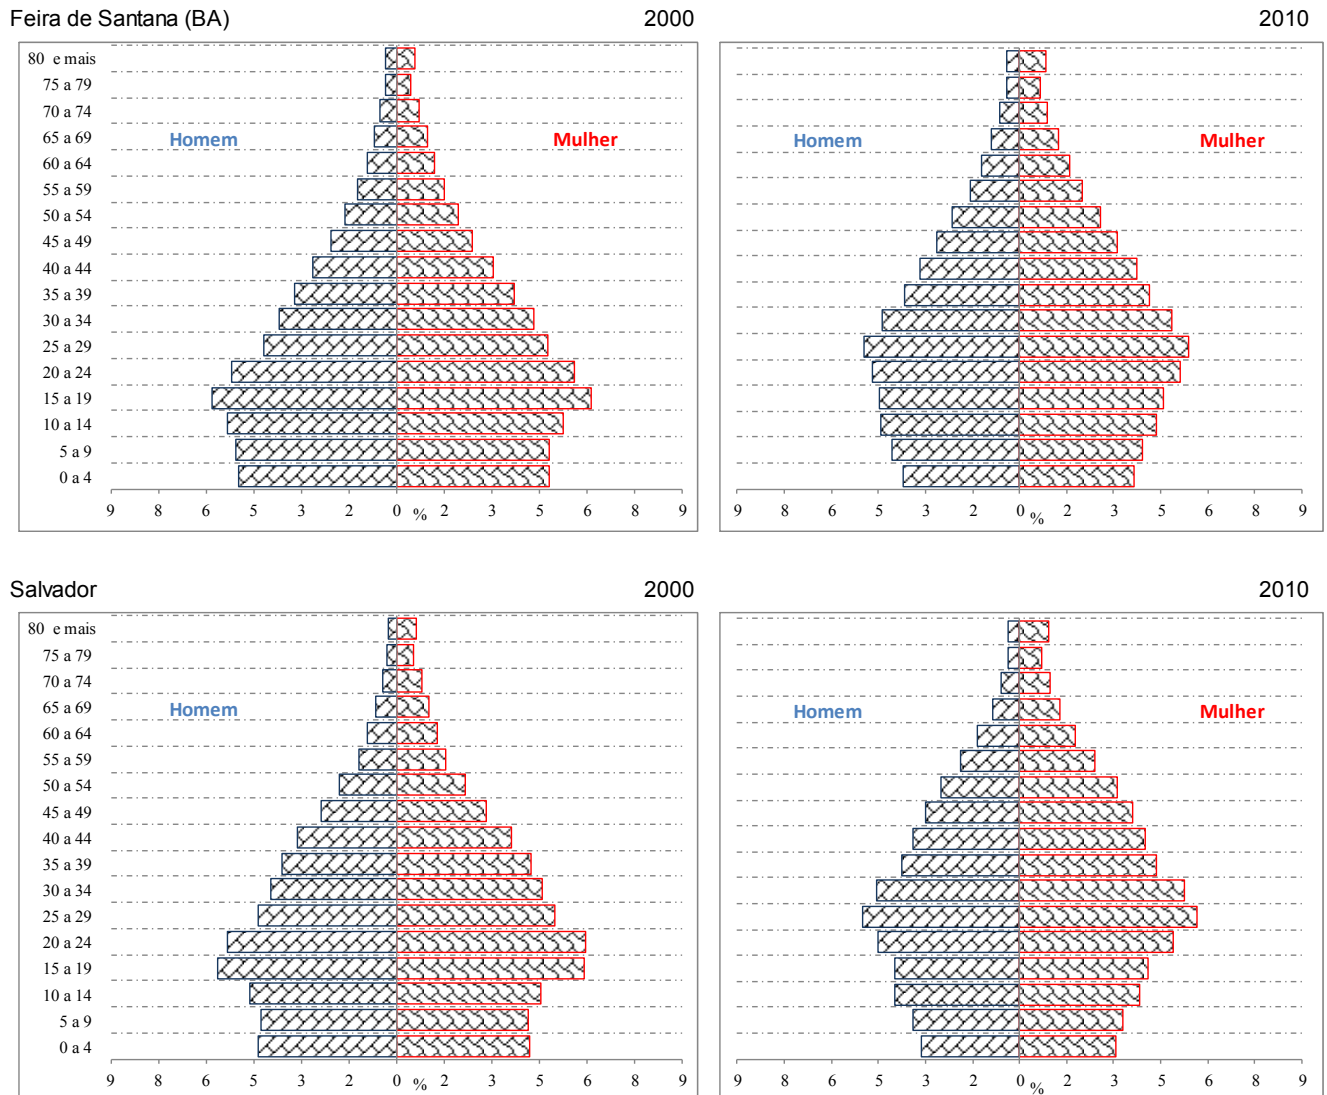 Feira de Santana (BA) 2000 2010
80 e mais
75 a 79
70 a 74
65 a 69
Homem Mulher Homem Mulher
60 a 64
55 a 59
50 a 54
45 a 49
40 a 44
35 a 39
30 a 34
25 a 29
20 a 24
15 a 19
10 a 14
5 a 9
0 a 4
9 8 6 5 3 2 0 % 2 3 5 6 8 9 9 8 6 5 3 2 0 % 2 3 5 6 8 9
Salvador 2000 2010
80 e mais
75 a 79
70 a 74
65 a 69
Homem Homem Mulher
60 a 64
55 a 59
50 a 54
45 a 49
40 a 44
35 a 39
30 a 34
25 a 29
20 a 24
15 a 19
10 a 14
5 a 9
0 a 4
9 8 6 5 3 2 0 % 2 3 5 6 8 9 9 8 6 5 3 2 0 % 2 3 5 6 8 9